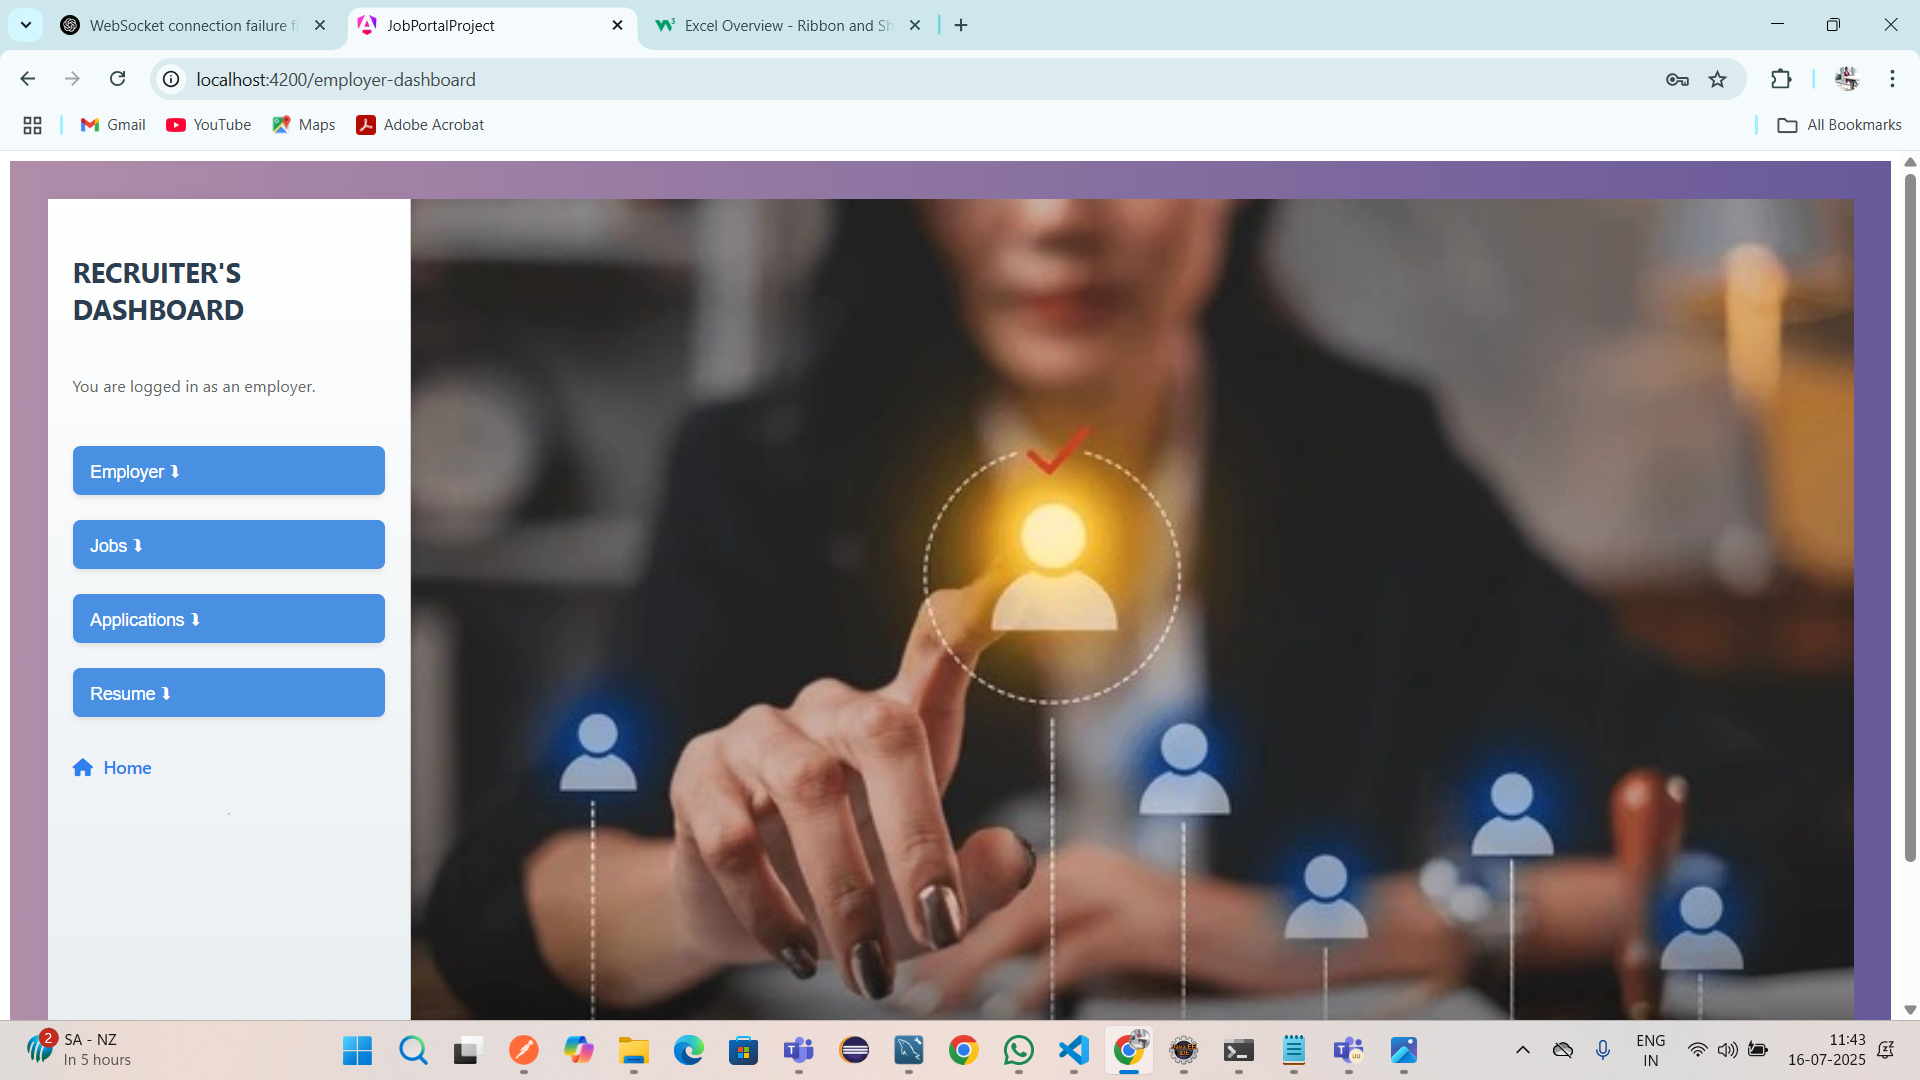 WebSocket connection failure f
JobPortalProject
Excel Overview - Ribbon and Sh
localhost:4200/employer-dashboard
Gmail
YouTube
Maps
Adobe Acrobat
All Bookmarks
RECRUITER'S
DASHBOARD
You are logged in as an employer.
Employer ⮯
Jobs ⮯
Applications ⮯
Resume ⮯
Home
2
SA - NZ
In 5 hours
ENG
IN
11:43
16-07-2025